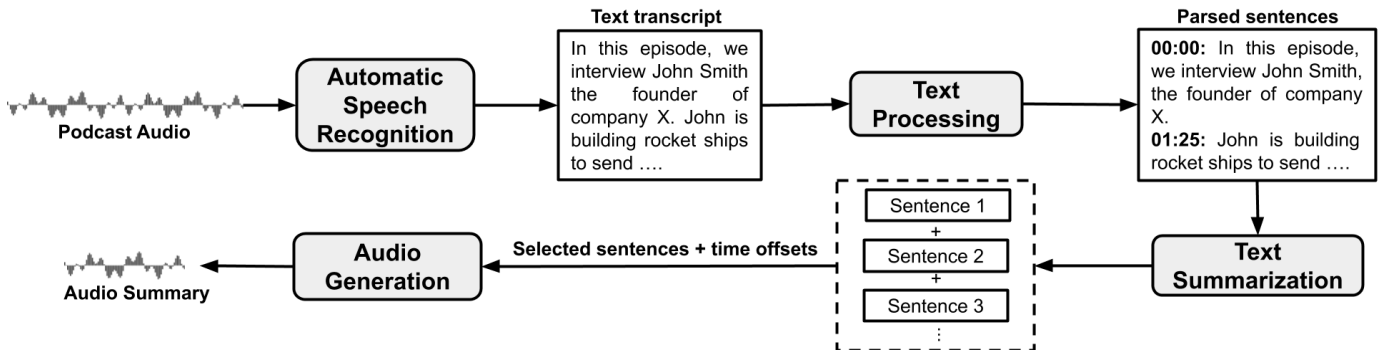 Podcast Audio
Automatic
Speech
Recognition
Text transcript
In this episode, we
interview John Smith
the founder of
company X. John is
building rocket ships
to send ....
Text
Processing
Parsed sentences
00:00: In this episode,
we interview John Smith,
the founder of company
X.
01:25: John is building
rocket ships to send ....
Text
Summarization
Sentence 1
+
Sentence 2
+
Sentence 3
⋮
Selected sentences + time offsets
Audio
Generation
Audio Summary